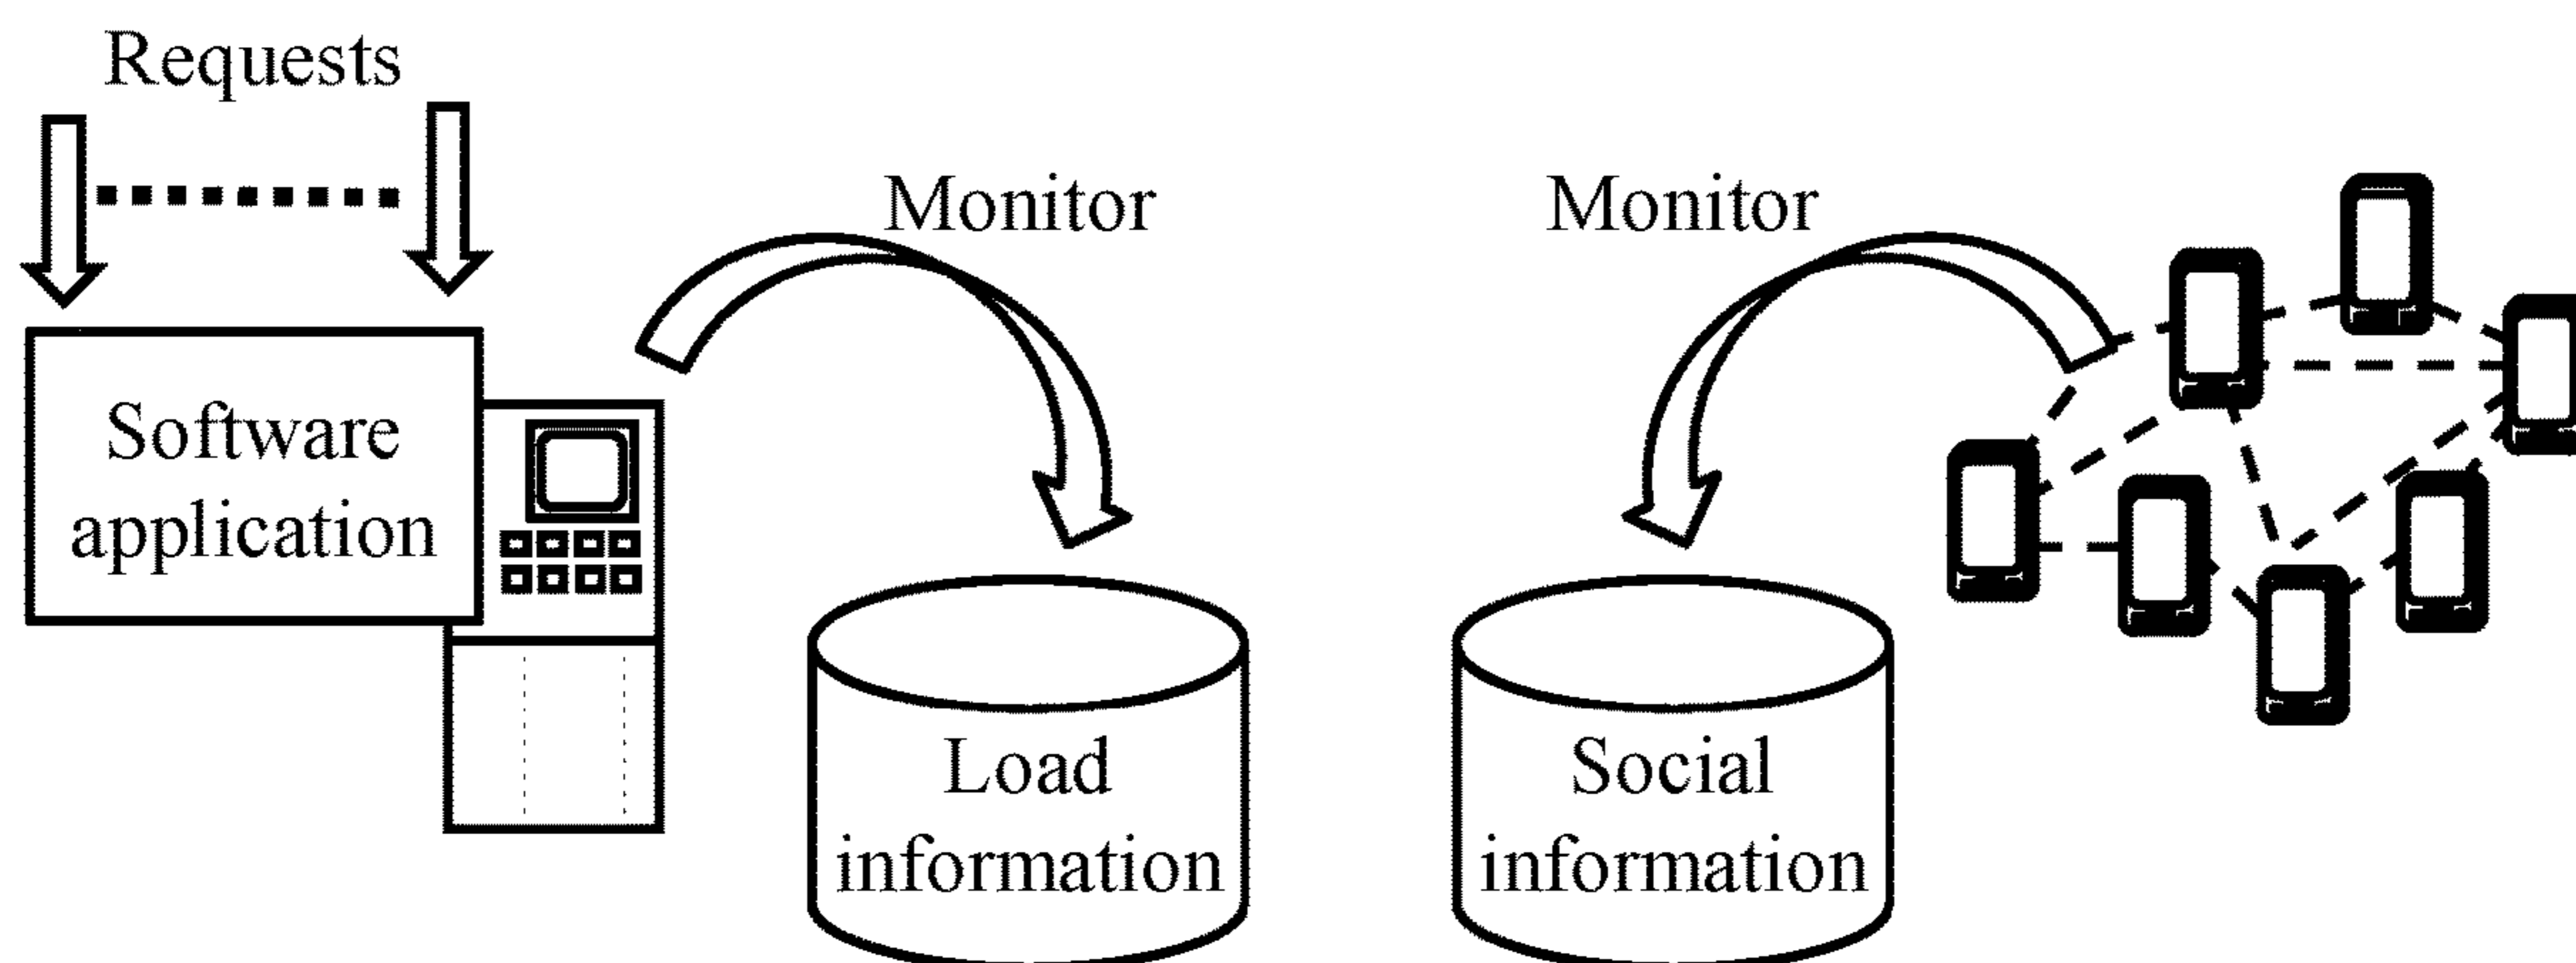 Requests
Monitor
Monitor
Software
application
Load
information
Social
information